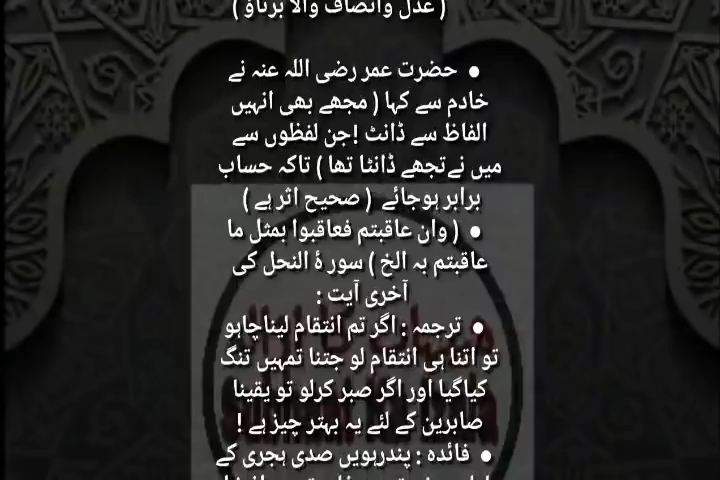 ( عدل وانصاف والا برتاؤ )
● حضرت عمر رضی اللہ عنہ نے
خادم سے کہا ( مجھے بھی انہیں
الفاظ سے ڈانٹ !جن لفظوں سے
میں نےتجھے ڈانٹا تھا ) تاکہ حساب
برابر ہوجائے ( صحیح اثر ہے )
● ( وان عاقبتم فعاقبوا بمثل ما
عاقبتم بہ الخ ) سورۂ النحل کی
آخری آیت :
● ترجمہ : اگر تم انتقام لیناچاہو
تو اتنا ہی انتقام لو جتنا تمہیں تنگ
کیاگیا اور اگر صبر کرلو تو یقینا
صابرین کے لئے یہ بہتر چیز ہے !
● فائدہ : پندرہویں صدی ہجری کے